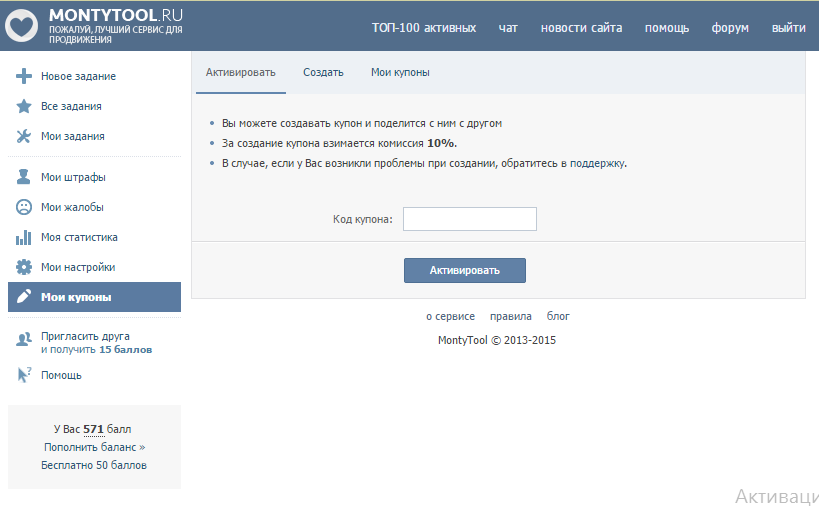 MONTYTOOL.RU
ПОЖАЛУЙ, ЛУЧШИЙ СЕРВИС ДЛЯ
ПРОДВИЖЕНИЯ
ТОП-100 активных чат новости сайта помощь форум выйти
Новое задание
Все задания
Мои задания
Мои штрафы
Мои жалобы
Моя статистика
Мои настройки
Мои купоны
Пригласить друга
и получить 15 баллов
Помощь
У Вас 571 балл
Пополнить баланс »
Бесплатно 50 баллов
Активировать Создать Мои купоны
Вы можете создавать купон и поделится с ним с другом
За создание купона взимается комиссия 10%.
В случае, если у Вас возникли проблемы при создании, обратитесь в поддержку.
Код купона:
Активировать
о сервисе правила блог
MontyTool © 2013-2015
Активаци